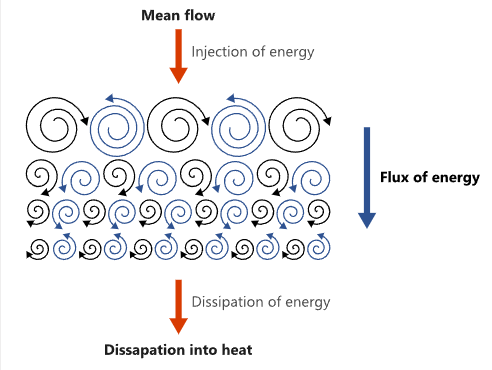 Mean flow
Injection of energy
Flux of energy
Dissipation of energy
Dissapation into heat